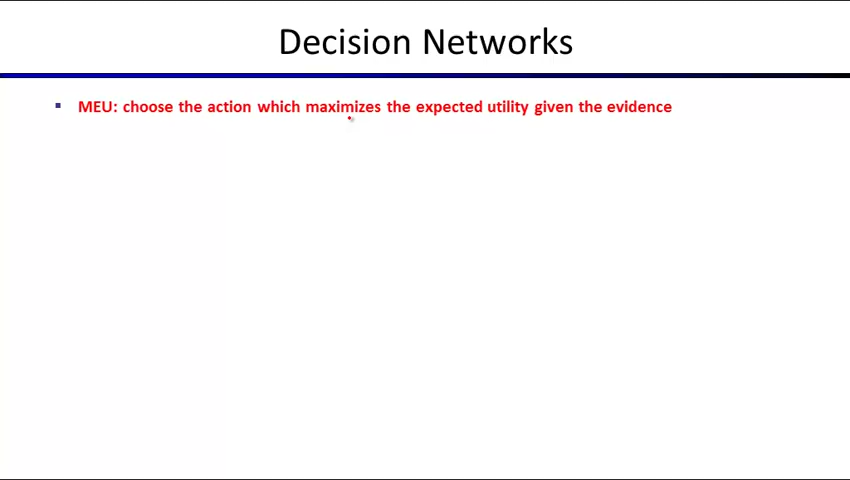 Decision Networks
MEU: choose the action which maximizes the expected utility given the evidence